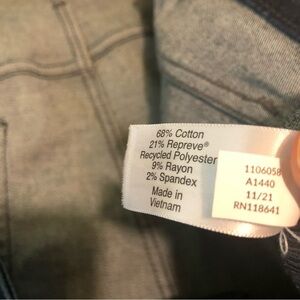 68% Cotton
21% Repreve®
Recycled Polyester
9% Rayon
2% Spandex
Made in
Vietnam
1106058
A1440
11/21
RN118641